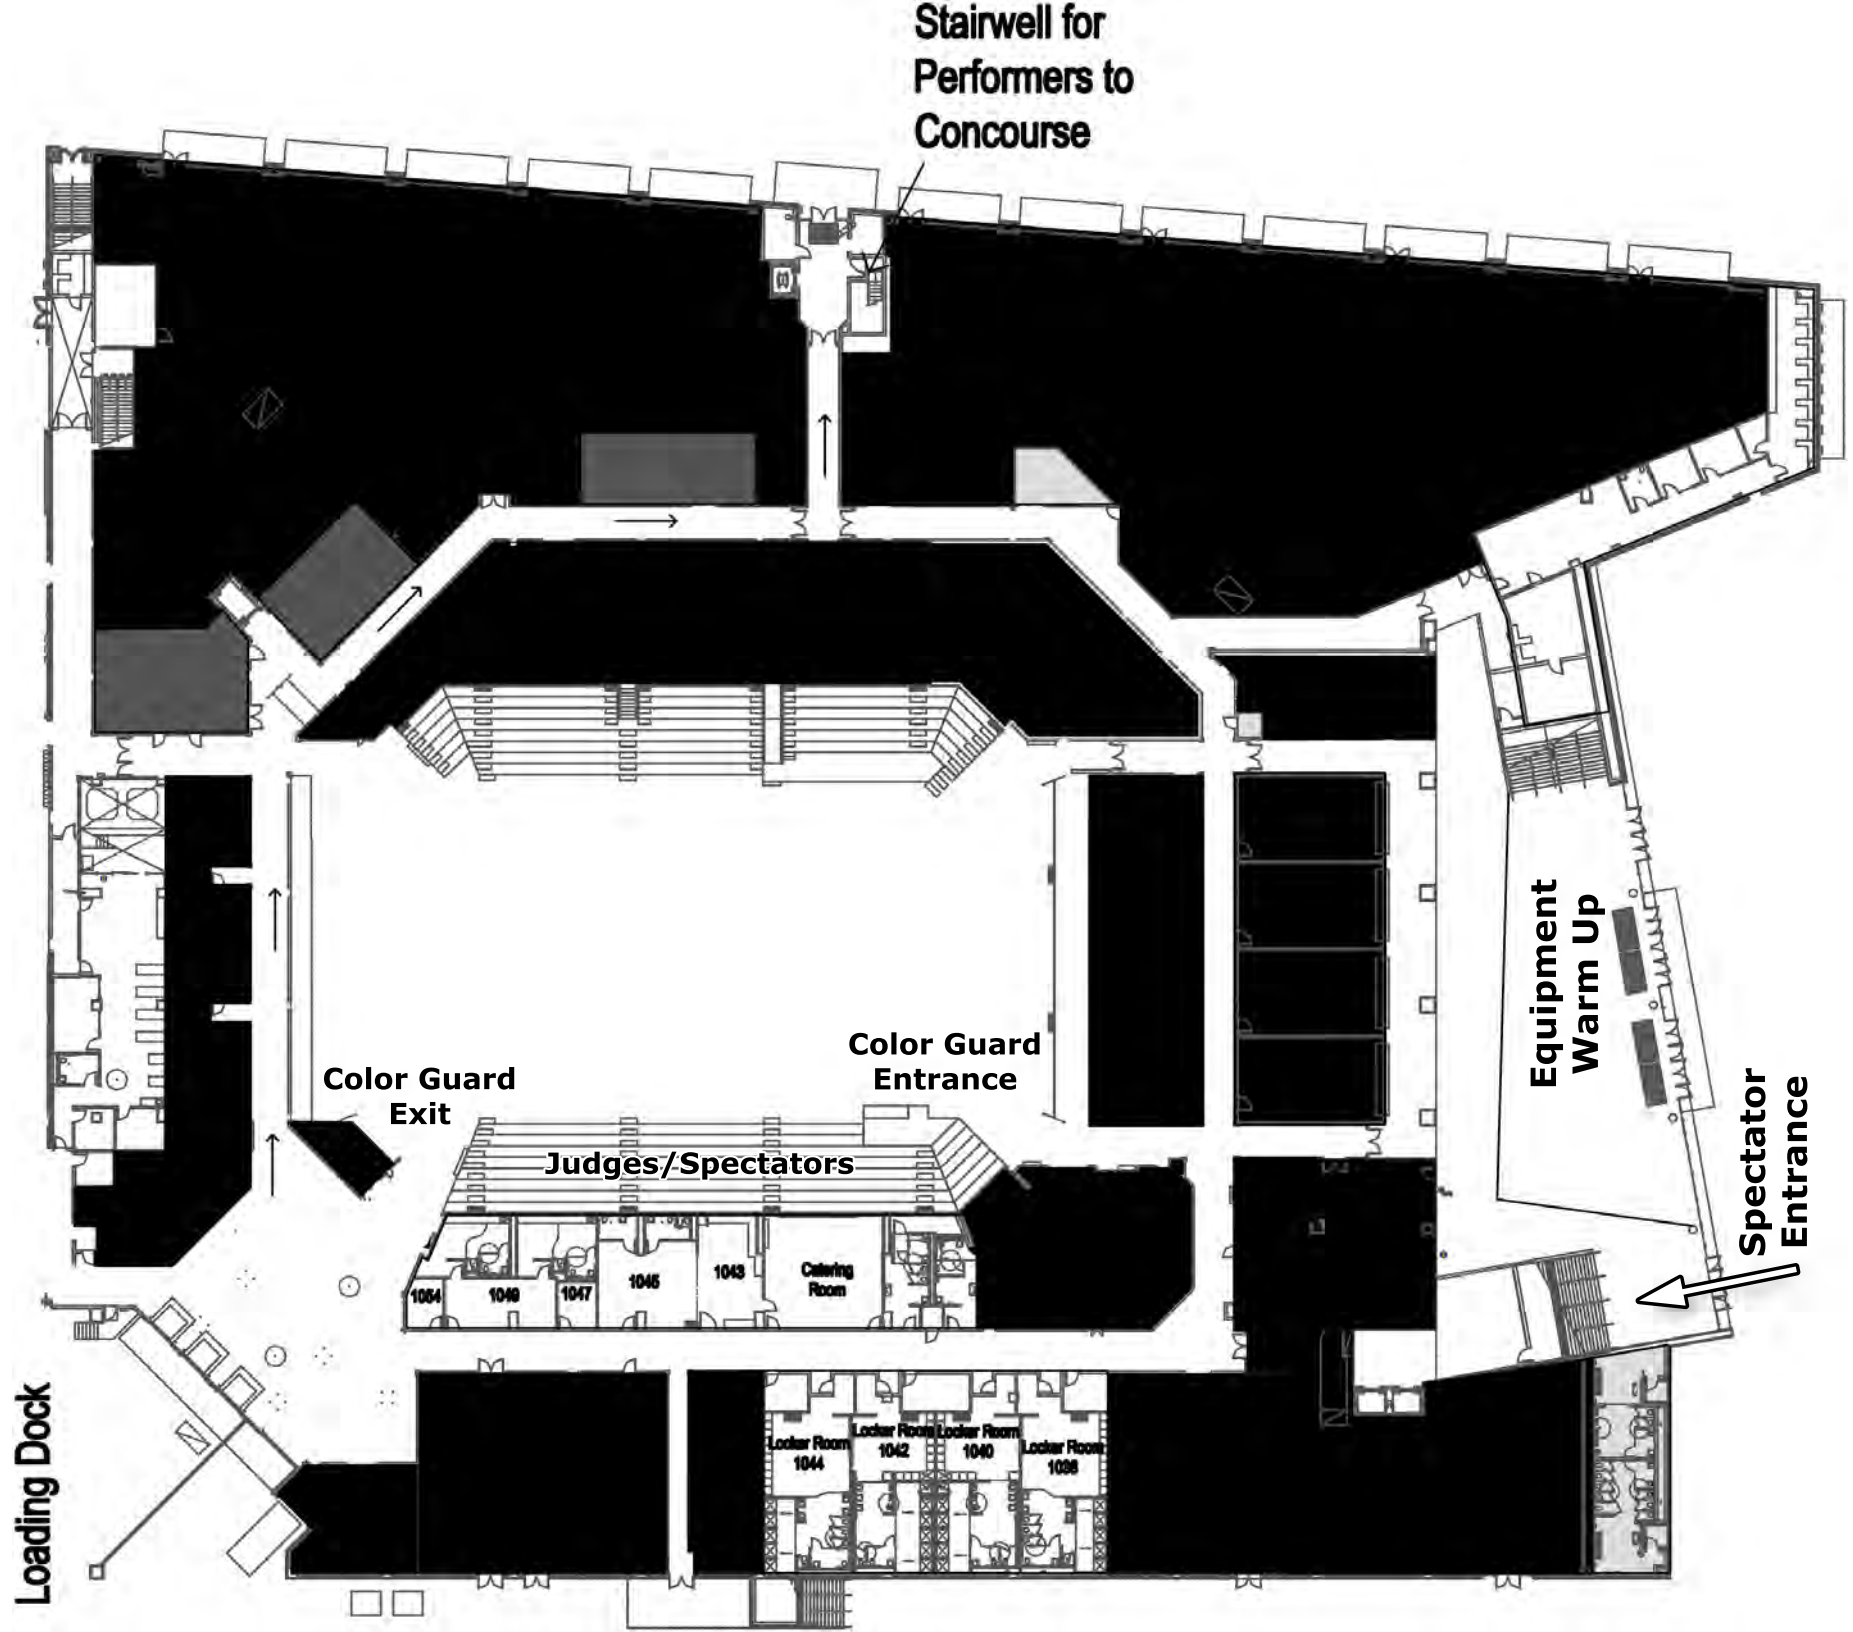 Stairwell for
Performers to
Concourse
Equipment
Warm Up
Color Guard
Entrance
Color Guard
Exit
Spectator
Entrance
Judges/Spectators
1054
1049
1047
1045
1043
Catering
Room
Loading Dock
Locker Room
1044
Locker Room
1042
Locker Room
1040
Locker Room
1038